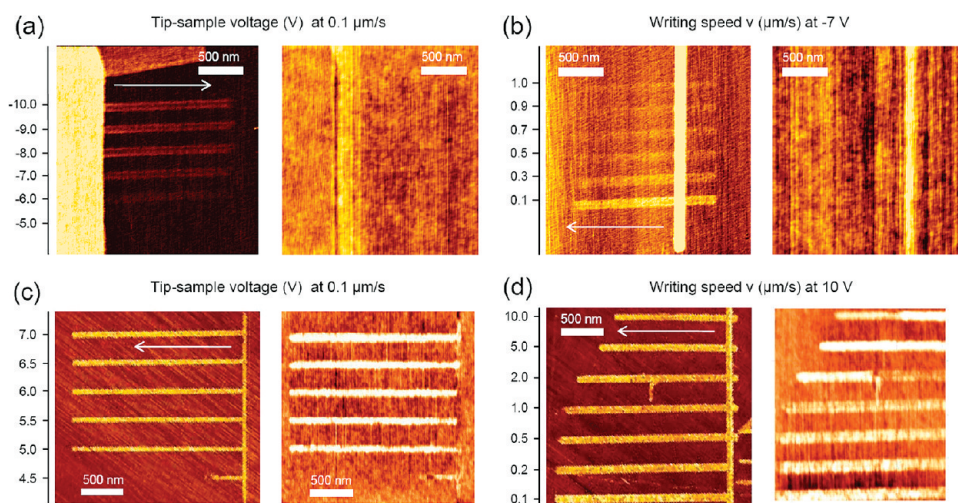 (a)
Tip-sample voltage (V) at 0.1 µm/s
500 nm
500 nm
-10.0
-9.0
-8.0
-7.0
-6.0
-5.0
(b)
Writing speed v (µm/s) at -7 V
500 nm
500 nm
1.0
0.9
0.7
0.5
0.3
0.1
(c)
Tip-sample voltage (V) at 0.1 µm/s
7.0
6.5
6.0
5.5
5.0
4.5
500 nm
500 nm
(d)
Writing speed v (µm/s) at 10 V
10.0
5.0
2.0
1.0
0.5
0.2
0.1
500 nm
500 nm